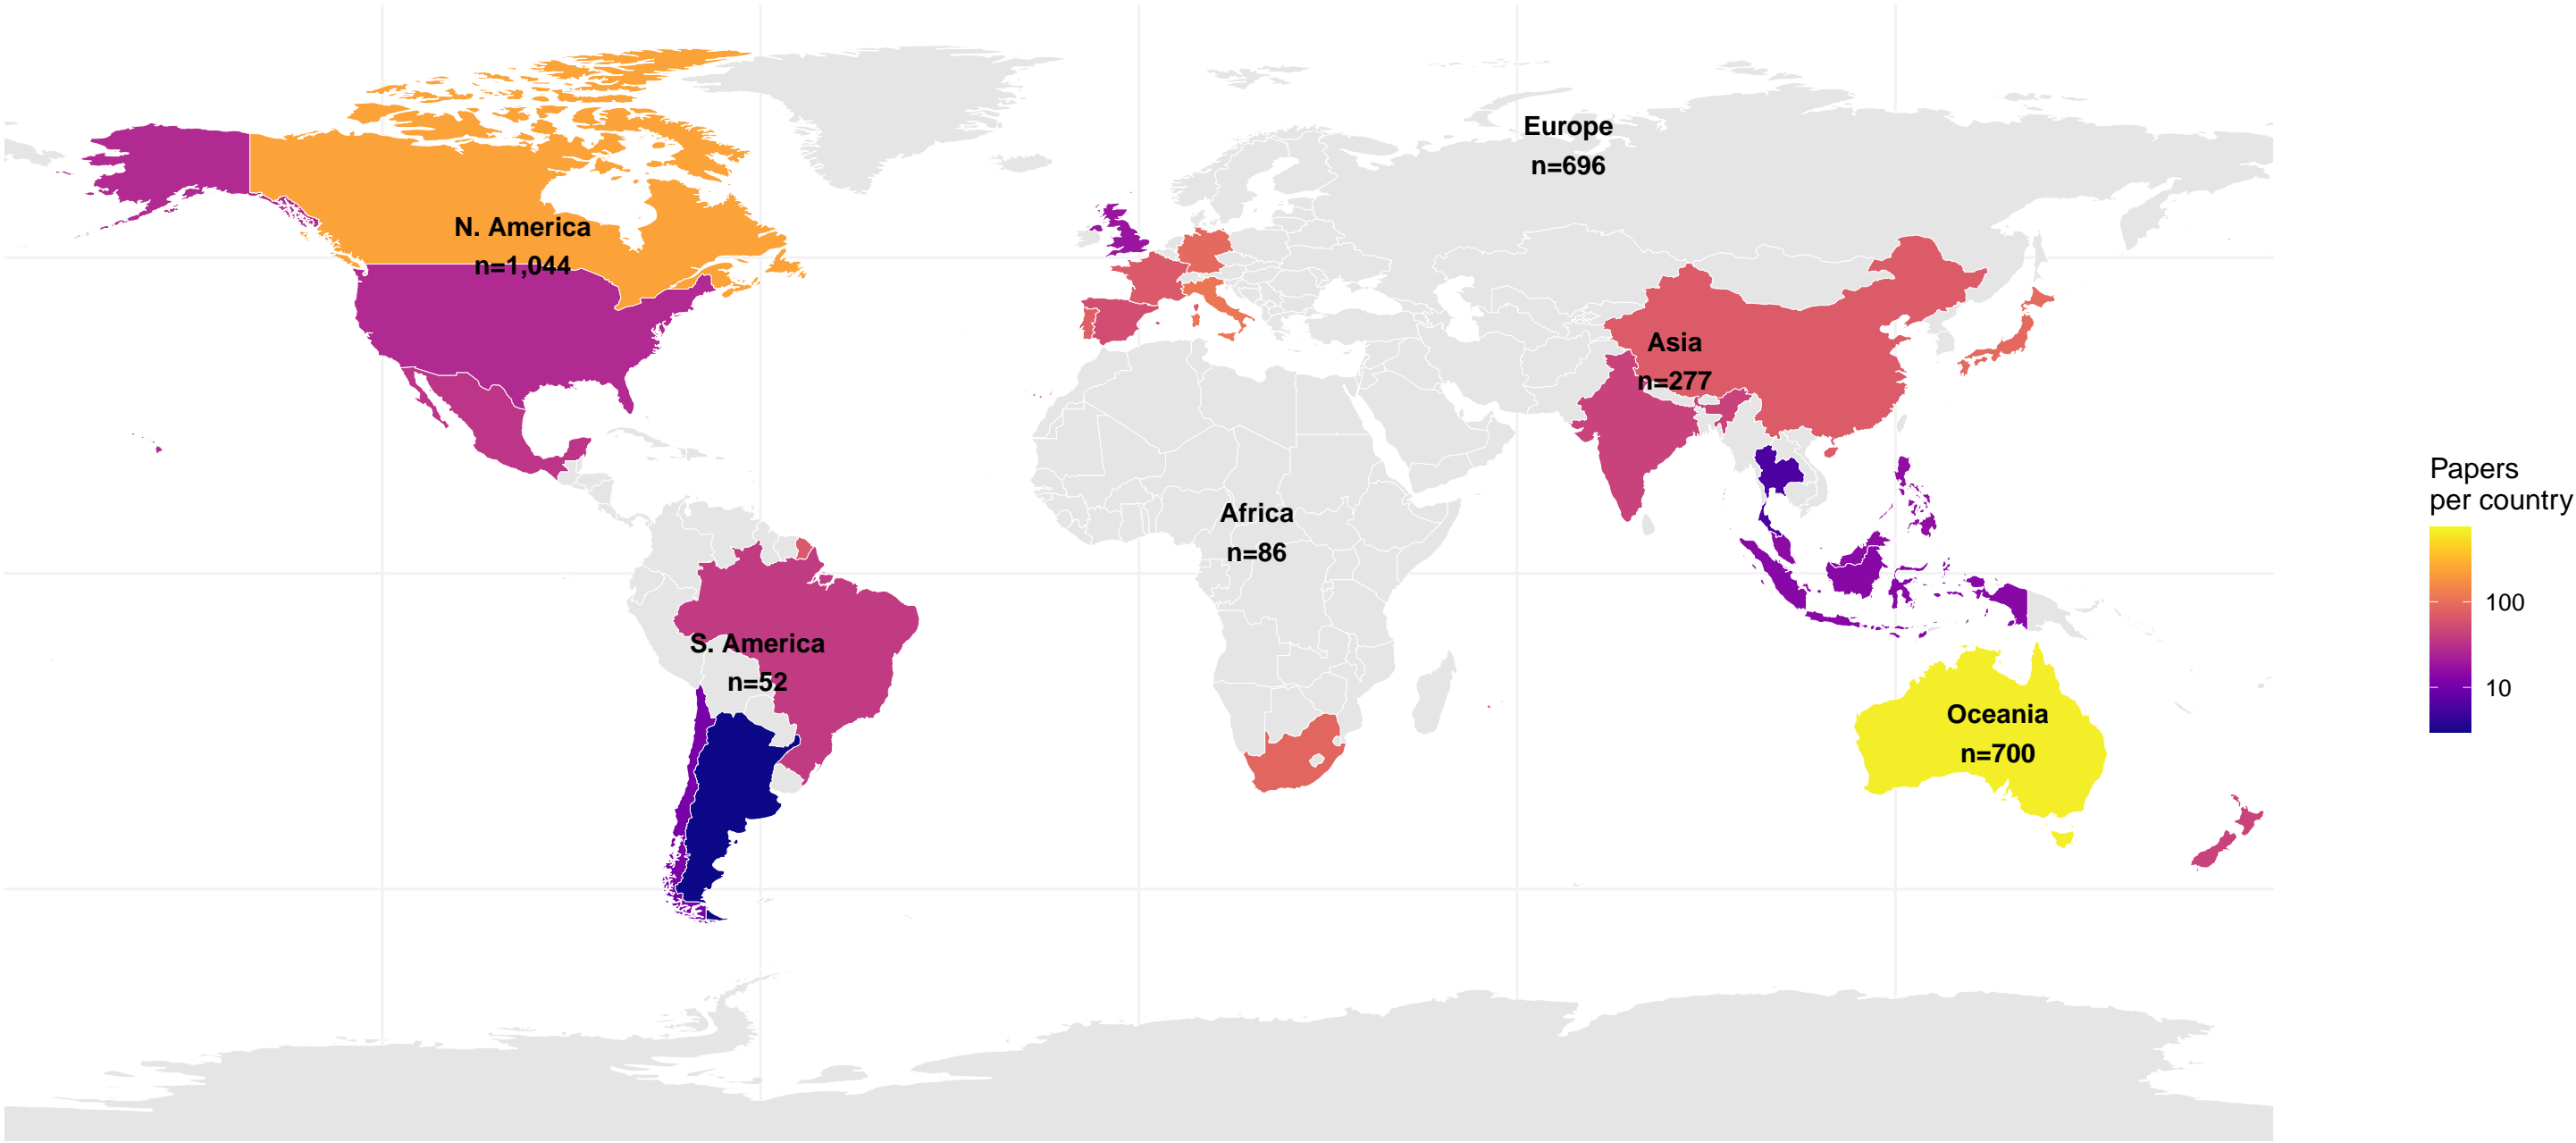 Europe
n=696
N. America
n=1,044
Asia
n=277
Africa
n=86
S. America
n=52
Oceania
n=700
Papers
per country
100
10